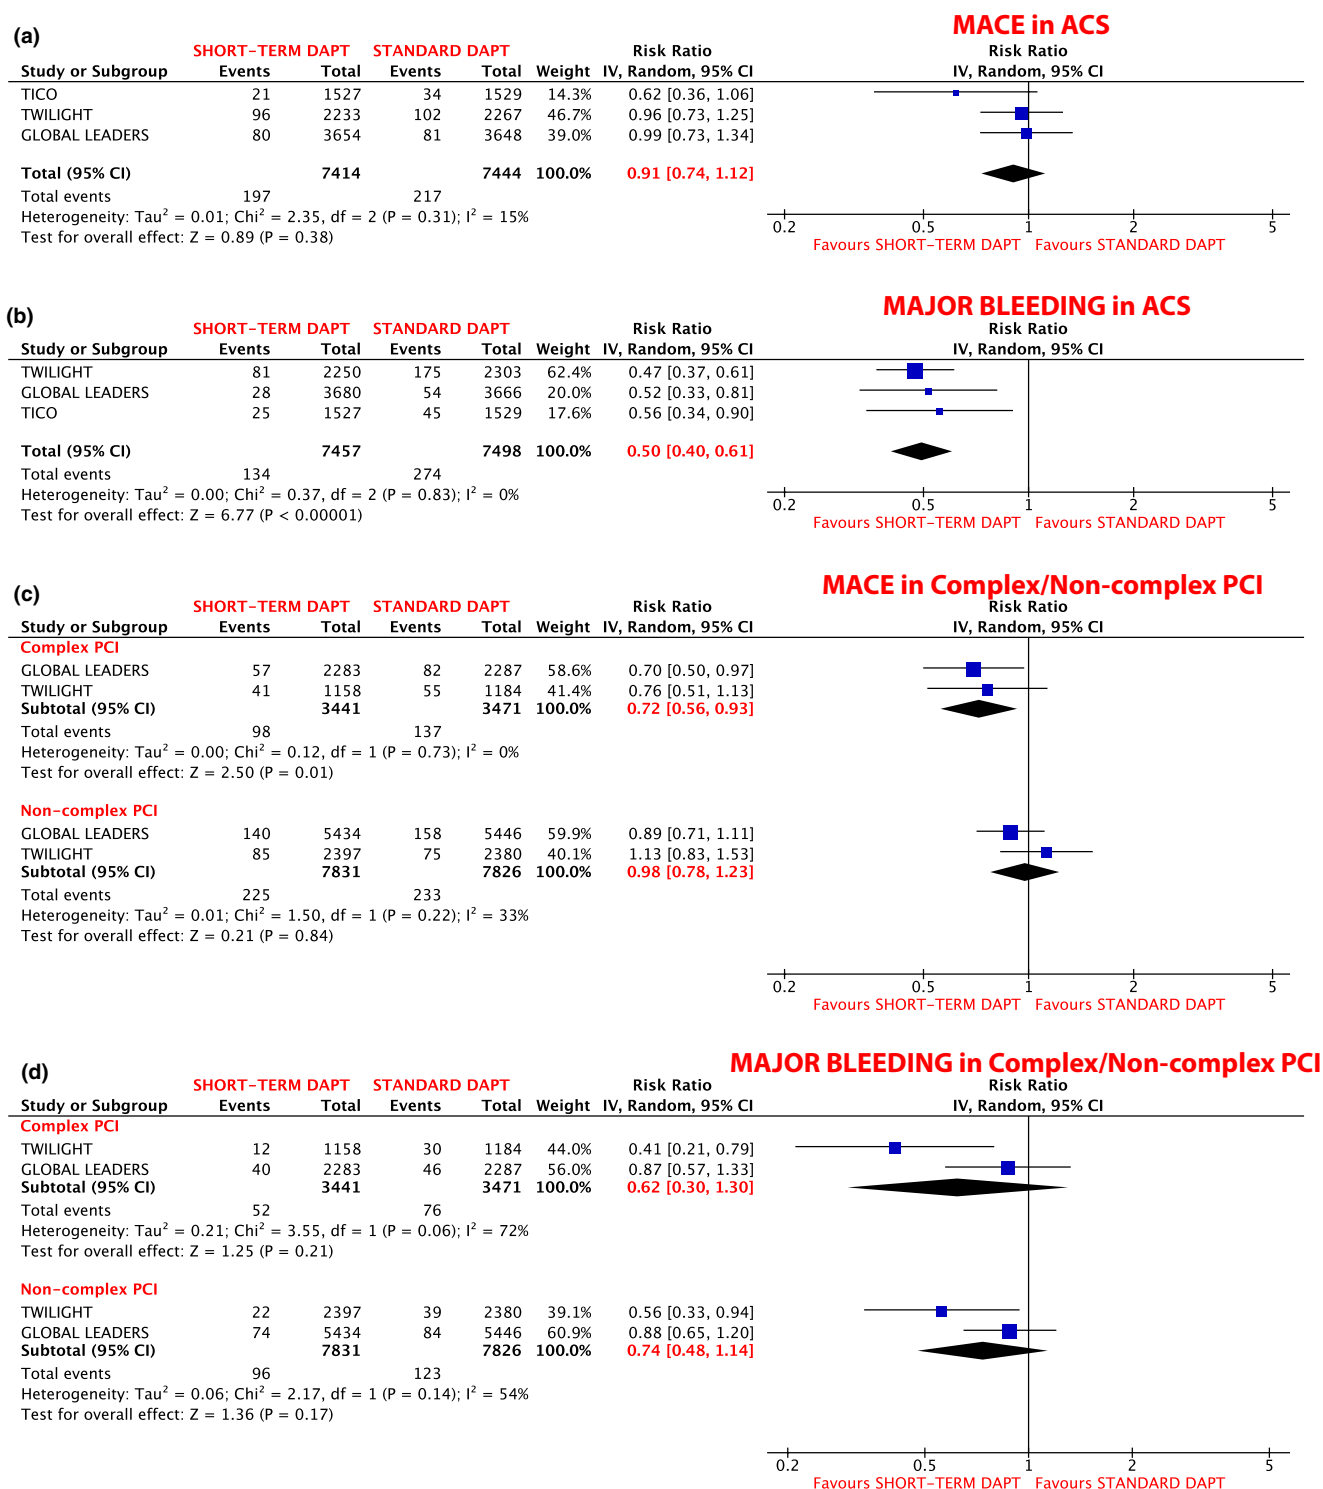 (a)
MACE in ACS
SHORT-TERM DAPT STANDARD DAPT Risk Ratio Risk Ratio
Study or Subgroup Events Total Events Total Weight IV, Random, 95% CI IV, Random, 95% CI
TICO 21 1527 34 1529 14.3% 0.62 [0.36, 1.06]
TWILIGHT 96 2233 102 2267 46.7% 0.96 [0.73, 1.25]
GLOBAL LEADERS 80 3654 81 3648 39.0% 0.99 [0.73, 1.34]
Total (95% CI) 7414 7444 100.0% 0.91 [0.74, 1.12]
Total events 197 217
Heterogeneity: Tau² = 0.01; Chi² = 2.35, df = 2 (P = 0.31); I² = 15%
Test for overall effect: Z = 0.89 (P = 0.38)
0.2 0.5 1 2 5
Favours SHORT-TERM DAPT Favours STANDARD DAPT
(b)
MAJOR BLEEDING in ACS
SHORT-TERM DAPT STANDARD DAPT Risk Ratio Risk Ratio
Study or Subgroup Events Total Events Total Weight IV, Random, 95% CI IV, Random, 95% CI
TWILIGHT 81 2250 175 2303 62.4% 0.47 [0.37, 0.61]
GLOBAL LEADERS 28 3680 54 3666 20.0% 0.52 [0.33, 0.81]
TICO 25 1527 45 1529 17.6% 0.56 [0.34, 0.90]
Total (95% CI) 7457 7498 100.0% 0.50 [0.40, 0.61]
Total events 134 274
Heterogeneity: Tau² = 0.00; Chi² = 0.37, df = 2 (P = 0.83); I² = 0%
Test for overall effect: Z = 6.77 (P < 0.00001)
0.2 0.5 1 2 5
Favours SHORT-TERM DAPT Favours STANDARD DAPT
(c)
MACE in Complex/Non-complex PCI
SHORT-TERM DAPT STANDARD DAPT Risk Ratio Risk Ratio
Study or Subgroup Events Total Events Total Weight IV, Random, 95% CI IV, Random, 95% CI
Complex PCI
GLOBAL LEADERS 57 2283 82 2287 58.6% 0.70 [0.50, 0.97]
TWILIGHT 41 1158 55 1184 41.4% 0.76 [0.51, 1.13]
Subtotal (95% CI) 3441 3471 100.0% 0.72 [0.56, 0.93]
Total events 98 137
Heterogeneity: Tau² = 0.00; Chi² = 0.12, df = 1 (P = 0.73); I² = 0%
Test for overall effect: Z = 2.50 (P = 0.01)
Non-complex PCI
GLOBAL LEADERS 140 5434 158 5446 59.9% 0.89 [0.71, 1.11]
TWILIGHT 85 2397 75 2380 40.1% 1.13 [0.83, 1.53]
Subtotal (95% CI) 7831 7826 100.0% 0.98 [0.78, 1.23]
Total events 225 233
Heterogeneity: Tau² = 0.01; Chi² = 1.50, df = 1 (P = 0.22); I² = 33%
Test for overall effect: Z = 0.21 (P = 0.84)
0.2 0.5 1 2 5
Favours SHORT-TERM DAPT Favours STANDARD DAPT
(d)
MAJOR BLEEDING in Complex/Non-complex PCI
SHORT-TERM DAPT STANDARD DAPT Risk Ratio Risk Ratio
Study or Subgroup Events Total Events Total Weight IV, Random, 95% CI IV, Random, 95% CI
Complex PCI
TWILIGHT 12 1158 30 1184 44.0% 0.41 [0.21, 0.79]
GLOBAL LEADERS 40 2283 46 2287 56.0% 0.87 [0.57, 1.33]
Subtotal (95% CI) 3441 3471 100.0% 0.62 [0.30, 1.30]
Total events 52 76
Heterogeneity: Tau² = 0.21; Chi² = 3.55, df = 1 (P = 0.06); I² = 72%
Test for overall effect: Z = 1.25 (P = 0.21)
Non-complex PCI
TWILIGHT 22 2397 39 2380 39.1% 0.56 [0.33, 0.94]
GLOBAL LEADERS 74 5434 84 5446 60.9% 0.88 [0.65, 1.20]
Subtotal (95% CI) 7831 7826 100.0% 0.74 [0.48, 1.14]
Total events 96 123
Heterogeneity: Tau² = 0.06; Chi² = 2.17, df = 1 (P = 0.14); I² = 54%
Test for overall effect: Z = 1.36 (P = 0.17)
0.2 0.5 1 2 5
Favours SHORT-TERM DAPT Favours STANDARD DAPT